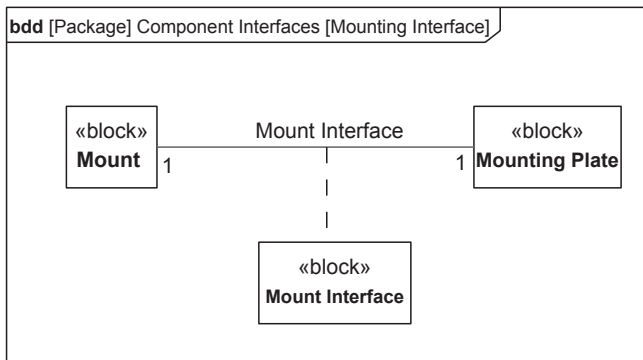 bdd [Package] Component Interfaces [Mounting Interface]
«block»
Mount
1
Mount Interface
1
«block»
Mounting Plate
«block»
Mount Interface